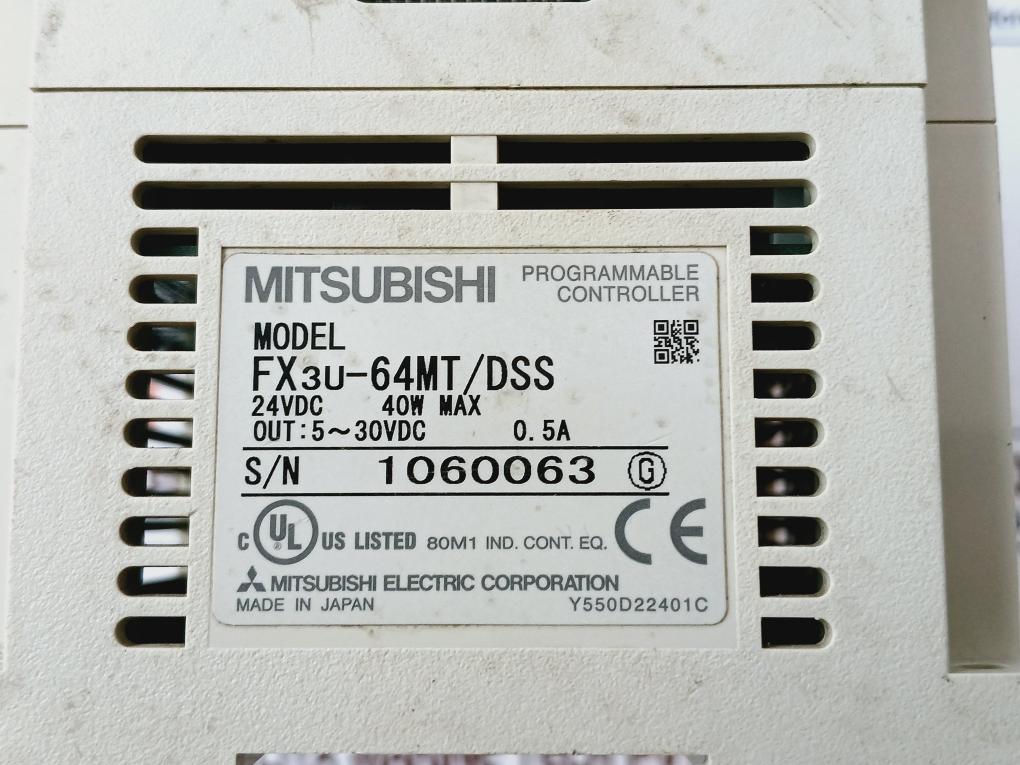 MITSUBISHI PROGRAMMABLE CONTROLLER
MODEL
FX3U-64MT/DSS
24VDC 40W MAX
OUT:5～30VDC 0.5A
S/N 1060063 G
C UL ® US LISTED 80M1 IND. CONT. EQ. CE
MITSUBISHI ELECTRIC CORPORATION
MADE IN JAPAN Y550D22401C